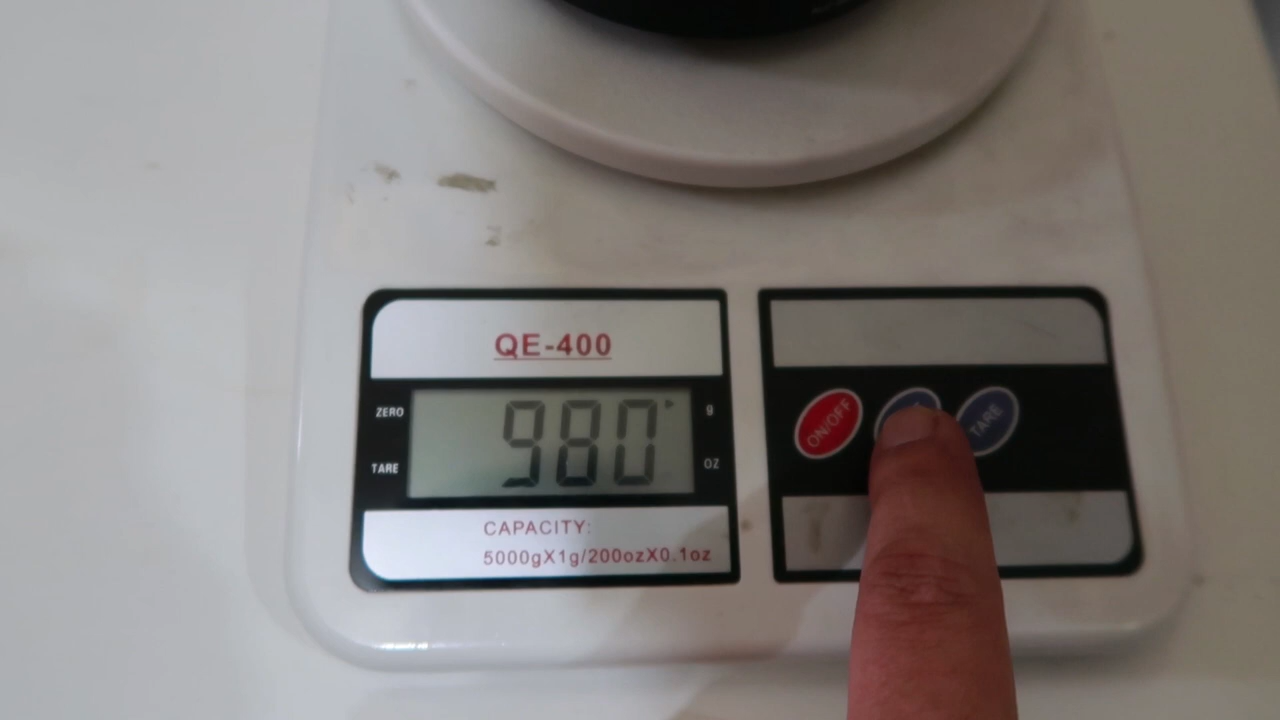 QE-400
ZERO
980
g
TARE
OZ
CAPACITY:
5000gX1g/200ozX0.1oz
ON/OFF
TARE